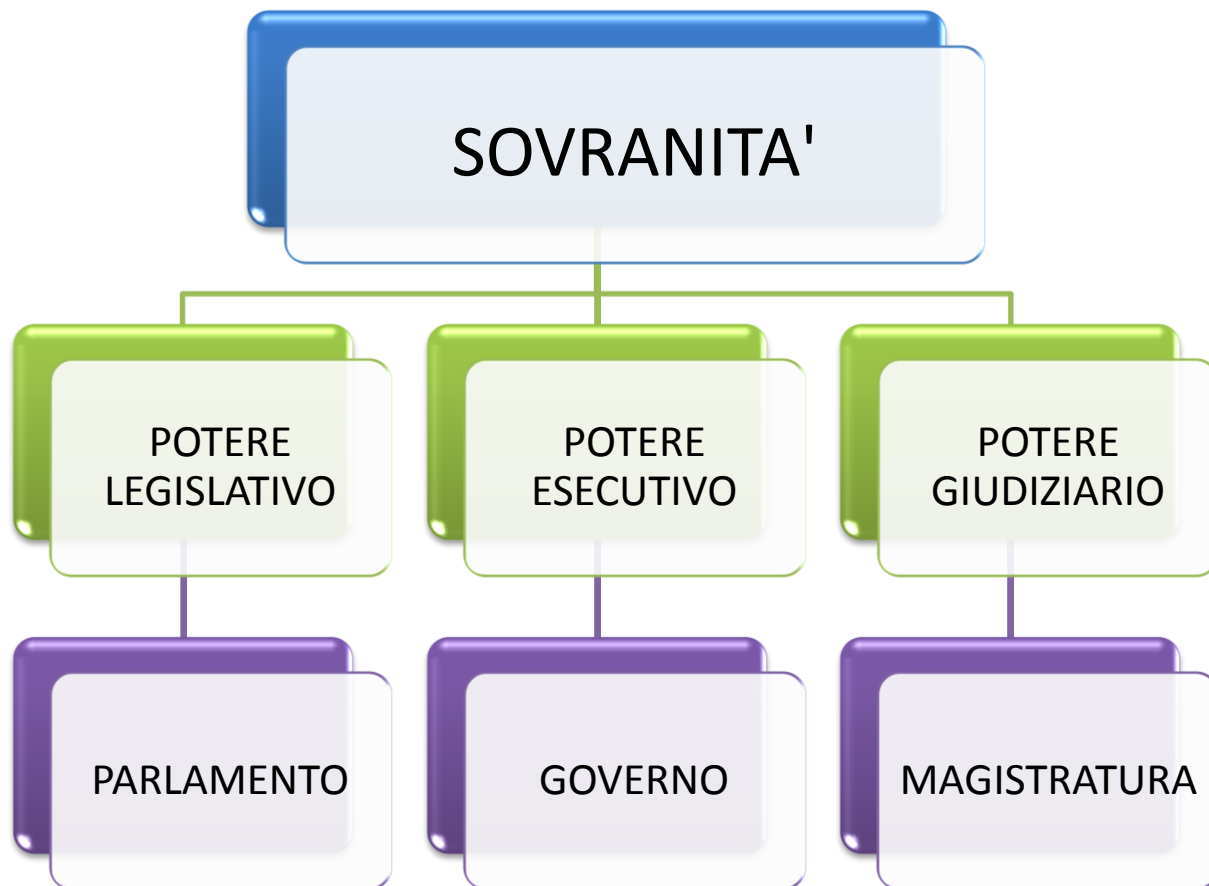 SOVRANITA'
POTERE
LEGISLATIVO
POTERE
ESECUTIVO
POTERE
GIUDIZIARIO
PARLAMENTO
GOVERNO
MAGISTRATURA